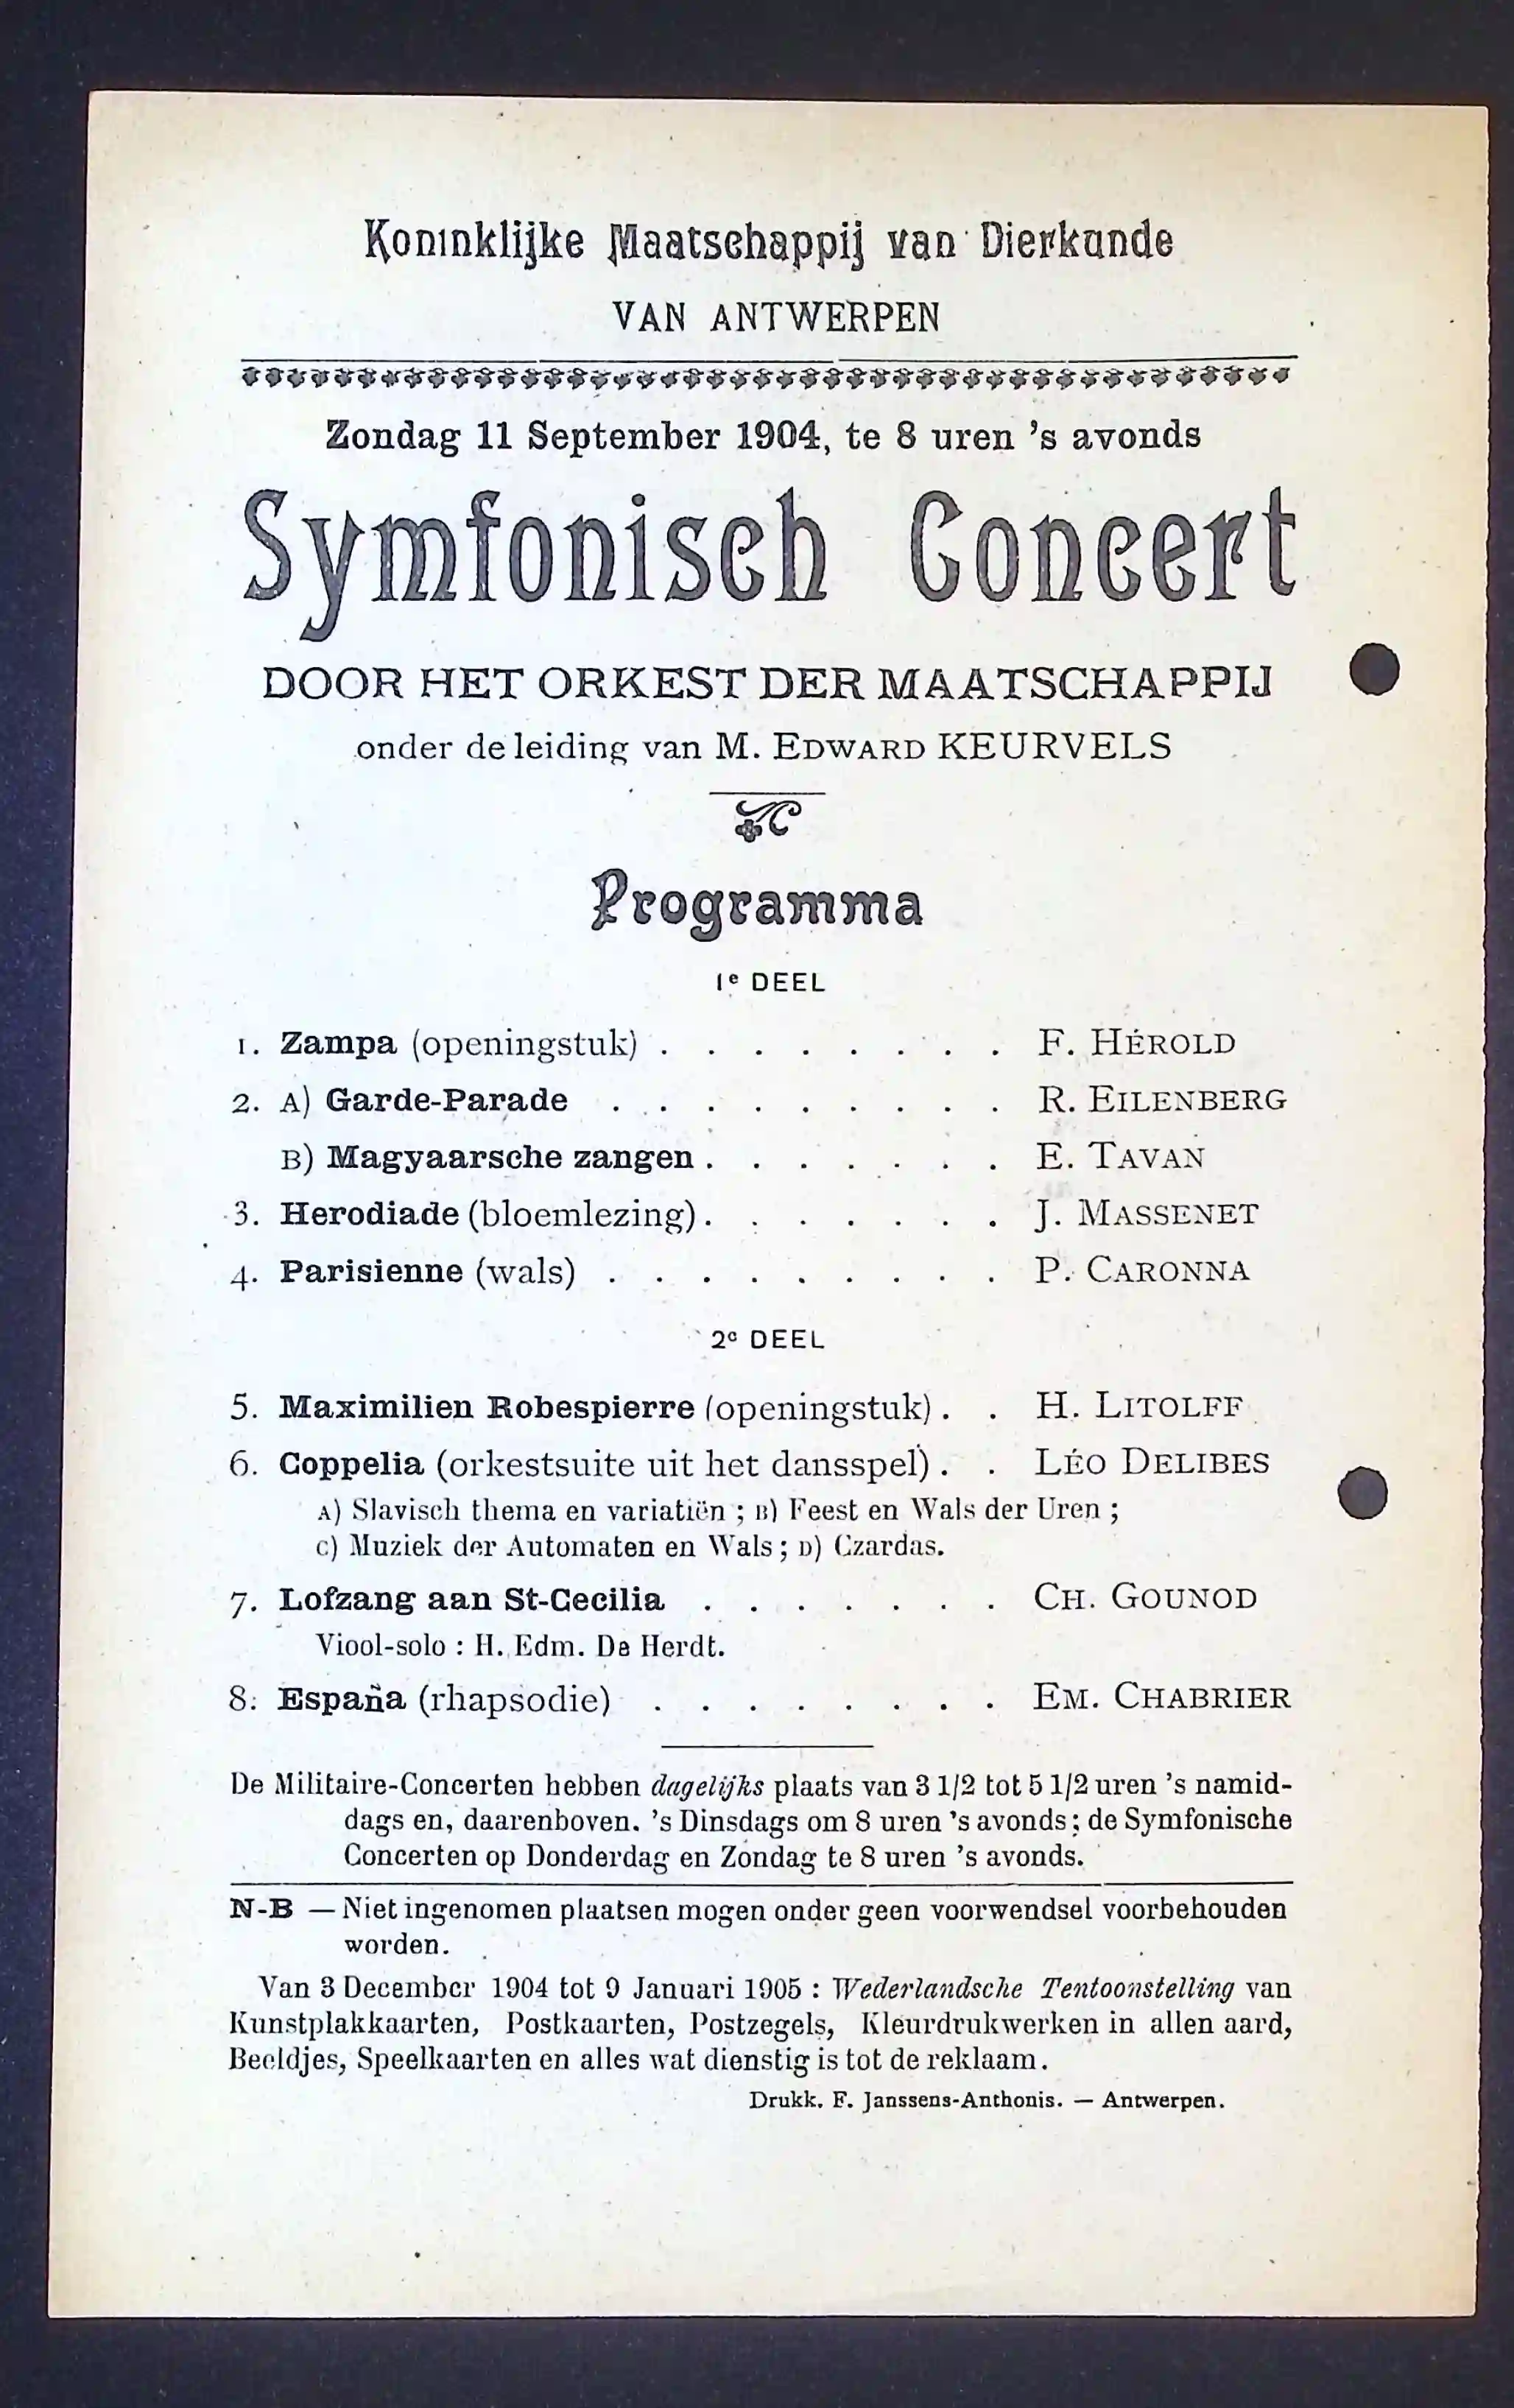 Koninklijke Maatschappij van Dierkunde
VAN ANTWERPEN
Zondag 11 September 1904, te 8 uren 's avonds
Symfonisch Concert
DOOR HET ORKEST DER MAATSCHAPPIJ
onder de leiding van M. EDWARD KEURVELS
Programma
1e DEEL
1. Zampa (openingstuk) . . . . . . . . F. HÉROLD
2. A) Garde-Parade . . . . . . . . . R. EILENBERG
B) Magyaarsche zangen . . . . . . . E. TAVAN
3. Herodiade (bloemlezing) . . . . . . . J. MASSENET
4. Parisienne (wals) . . . . . . . . . P. CARONNA
2e DEEL
5. Maximilien Robespierre (openingstuk) . . H. LITOLFF
6. Coppelia (orkestsuite uit het dansspel) . . LÉO DELIBES
A) Slavisch thema en variatiën ; B) Feest en Wals der Uren ;
C) Muziek der Automaten en Wals ; D) Czardas.
7. Lofzang aan St-Cecilia . . . . . . . CH. GOUNOD
Viool-solo : H. Edm. De Herdt.
8. España (rhapsodie) . . . . . . . . EM. CHABRIER
De Militaire-Concerten hebben dagelijks plaats van 3 1/2 tot 5 1/2 uren 's namid-
dags en, daarenboven. 's Dinsdags om 8 uren 's avonds ; de Symfonische
Concerten op Donderdag en Zondag te 8 uren 's avonds.
N-B — Niet ingenomen plaatsen mogen onder geen voorwendsel voorbehouden
worden.
Van 3 December 1904 tot 9 Januari 1905 : Wederlandsche Tentoonstelling van
Kunstplakkaarten, Postkaarten, Postzegels, Kleurdrukwerken in allen aard,
Beeldjes, Speelkaarten en alles wat dienstig is tot de reklaam.
Drukk. F. Janssens-Anthonis. — Antwerpen.